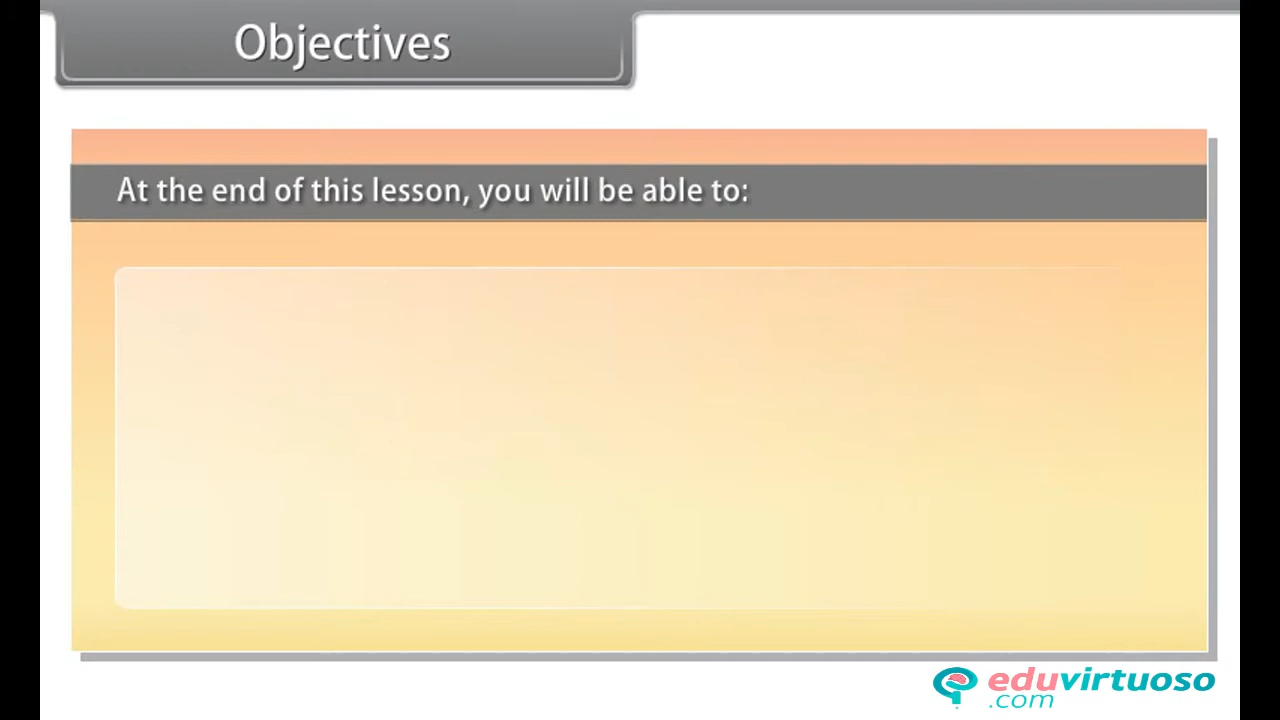 Objectives
At the end of this lesson, you will be able to:
eduvirtuoso
.com